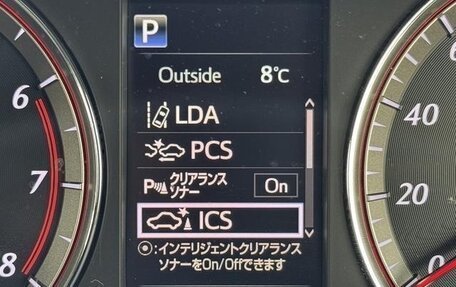 P
Outside 8℃
LDA
PCS
P クリアランス
ソナー On
ICS
⦿:インテリジェントクリアランス
ソナーをOn/Offできます
6
7
8
40
20
0